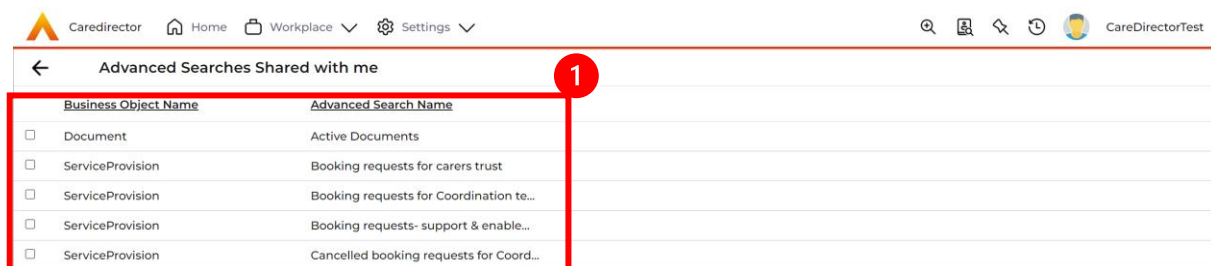 Caredirector Home Workplace Settings CareDirectorTest
Advanced Searches Shared with me
1
Business Object Name Advanced Search Name
Document Active Documents
ServiceProvision Booking requests for carers trust
ServiceProvision Booking requests for Coordination te...
ServiceProvision Booking requests- support & enable...
ServiceProvision Cancelled booking requests for Coord...